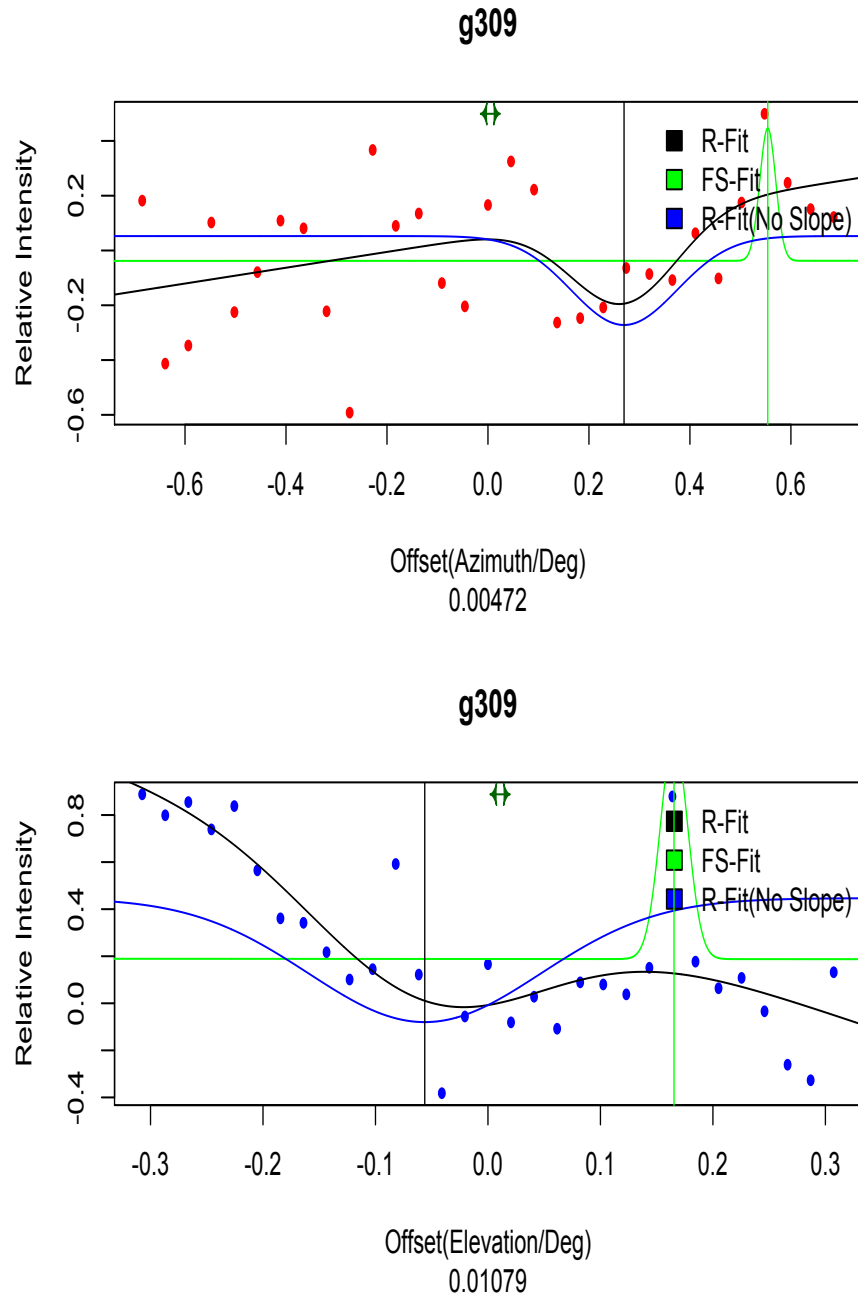 g309
Relative Intensity
0.2
-0.2
-0.6
R-Fit
FS-Fit
R-Fit(No Slope)
-0.6 -0.4 -0.2 0.0 0.2 0.4 0.6
Offset(Azimuth/Deg)
0.00472
g309
Relative Intensity
0.8
0.4
0.0
-0.4
R-Fit
FS-Fit
R-Fit(No Slope)
-0.3 -0.2 -0.1 0.0 0.1 0.2 0.3
Offset(Elevation/Deg)
0.01079